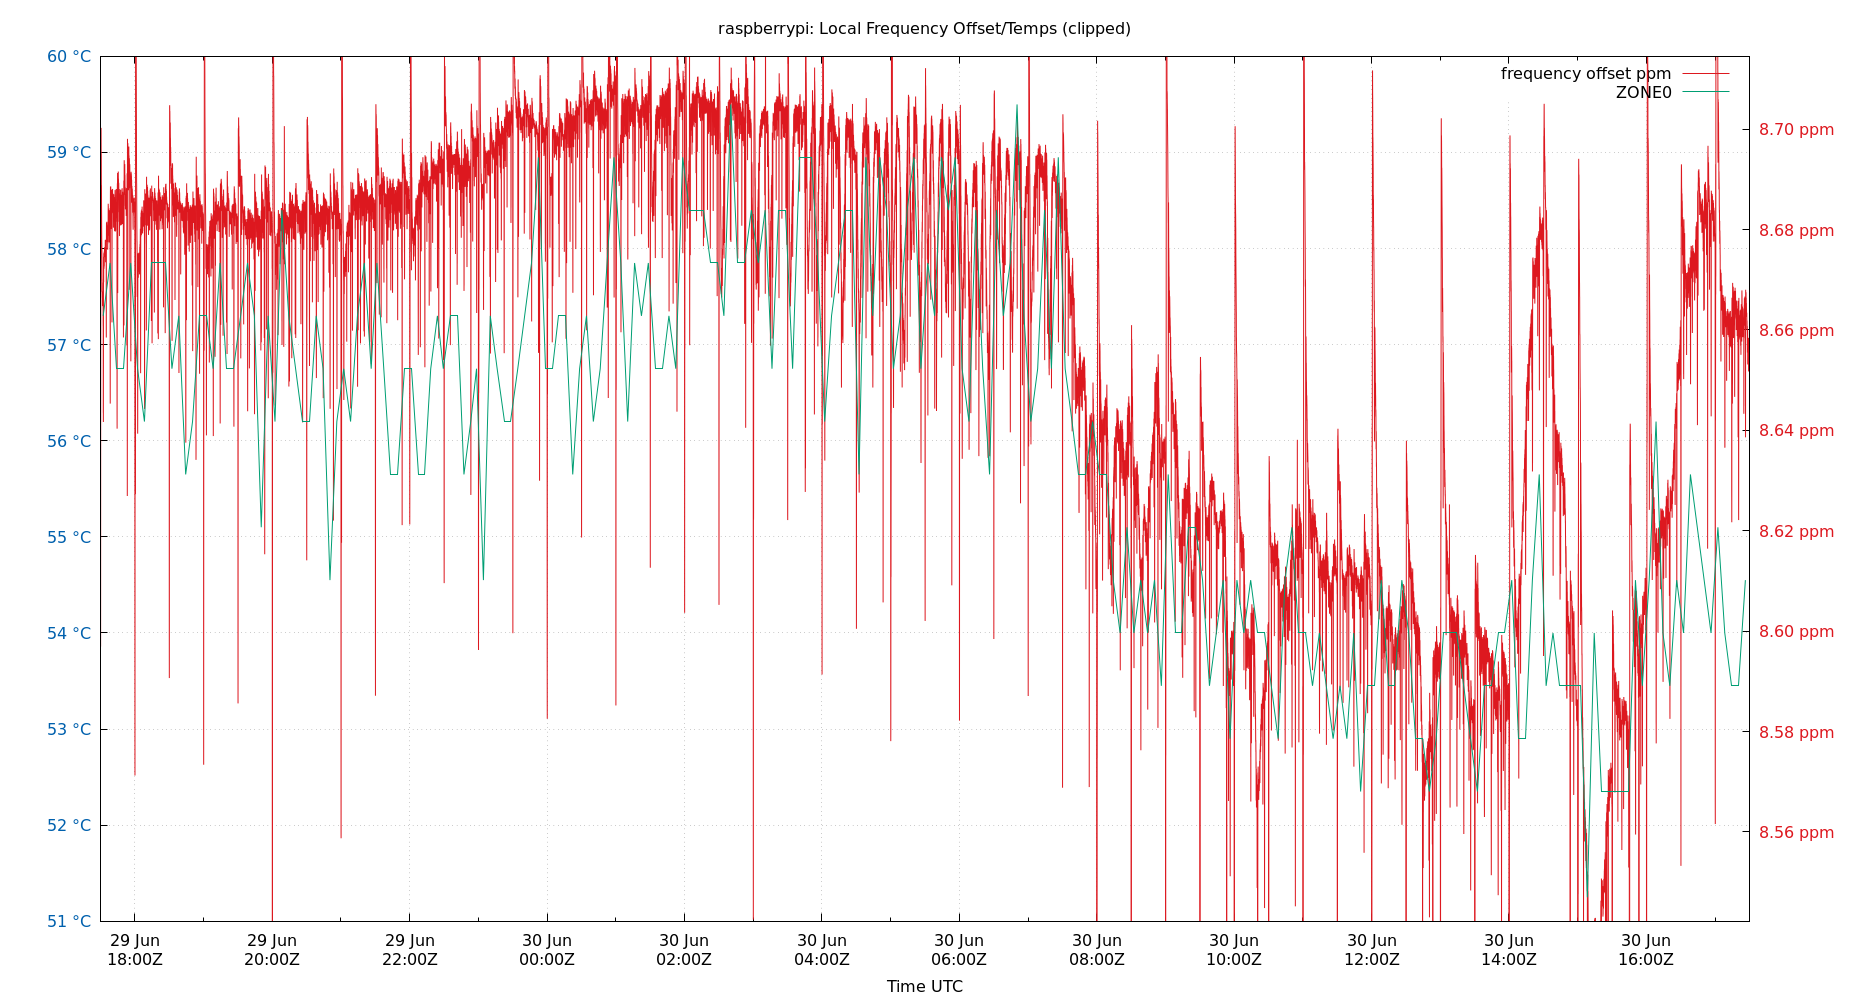 raspberrypi: Local Frequency Offset/Temps (clipped)
frequency offset ppm
ZONE0
60 °C
59 °C
58 °C
57 °C
56 °C
55 °C
54 °C
53 °C
52 °C
51 °C
8.70 ppm
8.68 ppm
8.66 ppm
8.64 ppm
8.62 ppm
8.60 ppm
8.58 ppm
8.56 ppm
29 Jun 29 Jun 29 Jun 30 Jun 30 Jun 30 Jun 30 Jun 30 Jun 30 Jun 30 Jun 30 Jun 30 Jun
18:00Z 20:00Z 22:00Z 00:00Z 02:00Z 04:00Z 06:00Z 08:00Z 10:00Z 12:00Z 14:00Z 16:00Z
Time UTC